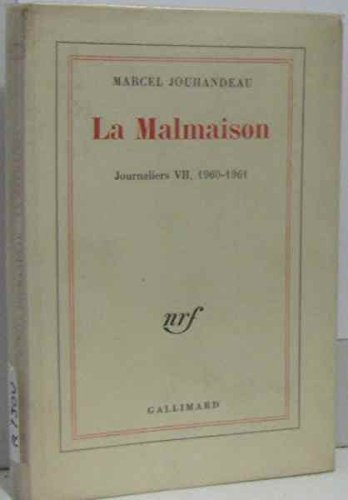 MARCEL JOUHANDEAU
La Malmaison
Journaliers VII, 1960-1961
nrf
GALLIMARD